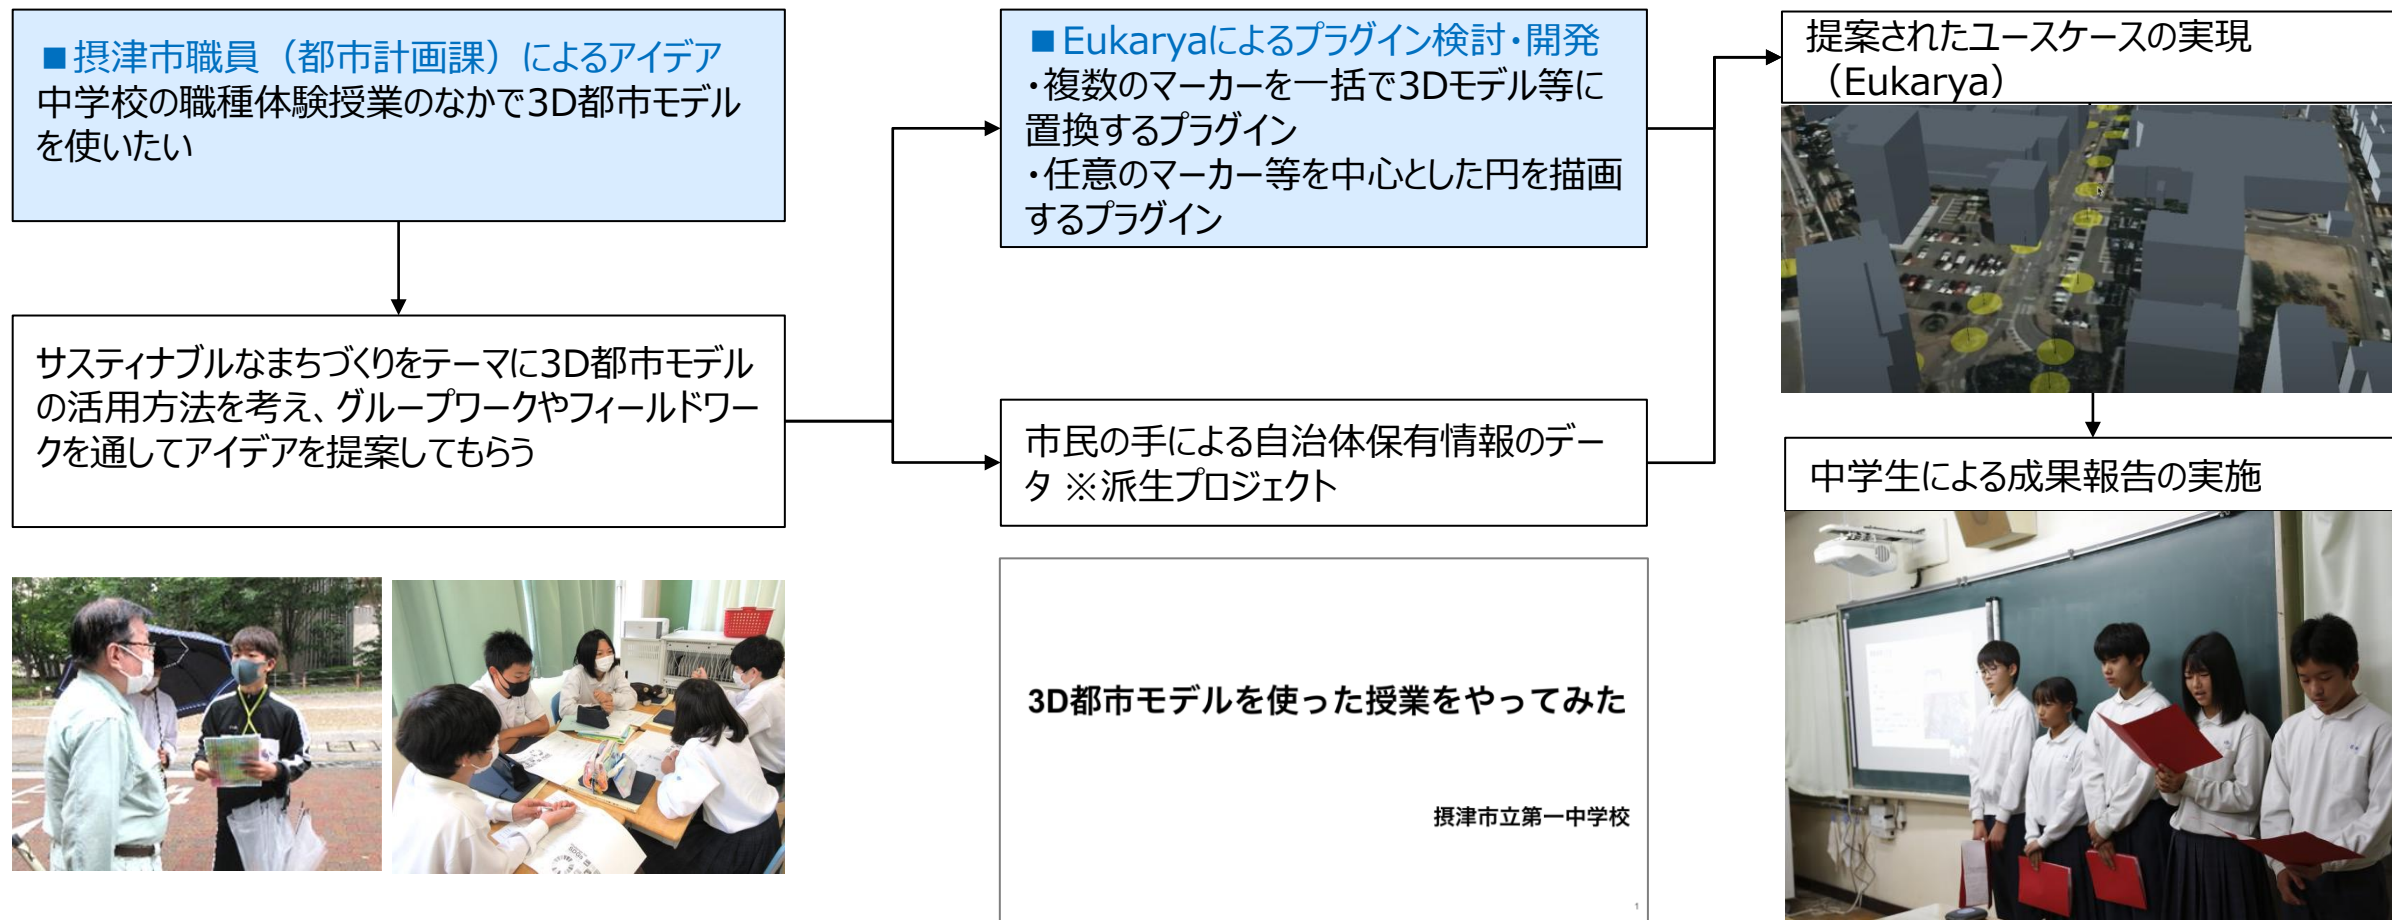 ■摂津市職員（都市計画課）によるアイデア
中学校の職種体験授業のなかで3D都市モデル
を使いたい
サスティナブルなまちづくりをテーマに3D都市モデル
の活用方法を考え、グループワークやフィールドワー
クを通してアイデアを提案してもらう
■Eukaryaによるプラグイン検討・開発
・複数のマーカーを一括で3Dモデル等に
置換するプラグイン
・任意のマーカー等を中心とした円を描画
するプラグイン
市民の手による自治体保有情報のデー
タ ※派生プロジェクト
3D都市モデルを使った授業をやってみた
摂津市立第一中学校
1
提案されたユースケースの実現
（Eukarya）
中学生による成果報告の実施